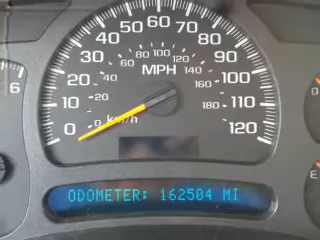 50 60 70
40 80
30 80 100 120 90
MPH
20 40 60 140 100
160
6 10 20 180 110
0 0 km/h 120
F
ODOMETER: 162504 MI
E